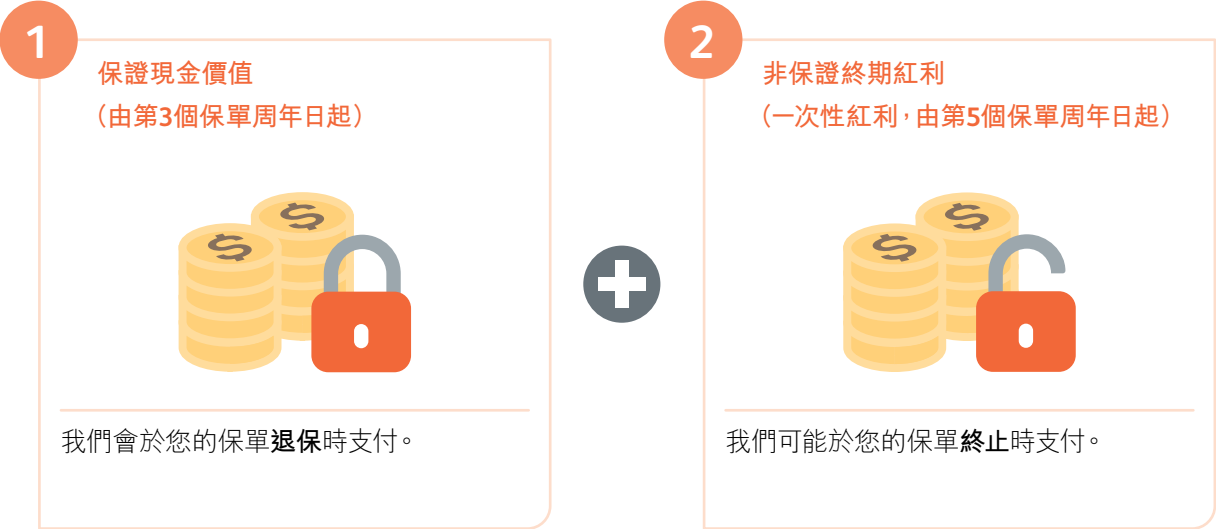 1
保證現金價值
（由第3個保單周年日起）
$
$
我們會於您的保單退保時支付。
2
非保證終期紅利
（一次性紅利，由第5個保單周年日起）
$
$
我們可能於您的保單終止時支付。